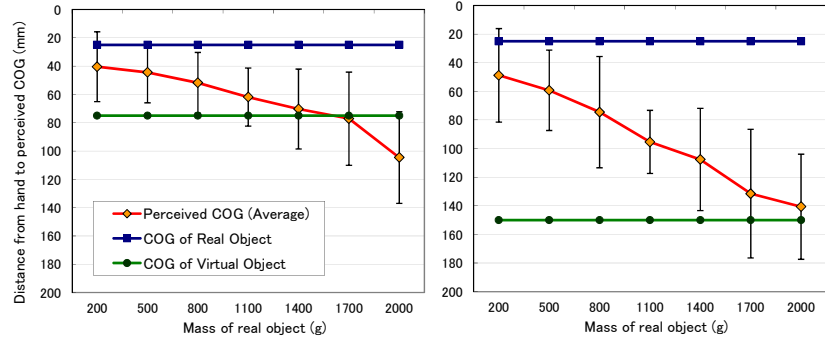 0
20
40
60
80
100
120
140
160
180
200
Distance from hand to perceived COG (mm)
Perceived COG (Average)
COG of Real Object
COG of Virtual Object
200 500 800 1100 1400 1700 2000
Mass of real object (g)
0
20
40
60
80
100
120
140
160
180
200
200 500 800 1100 1400 1700 2000
Mass of real object (g)